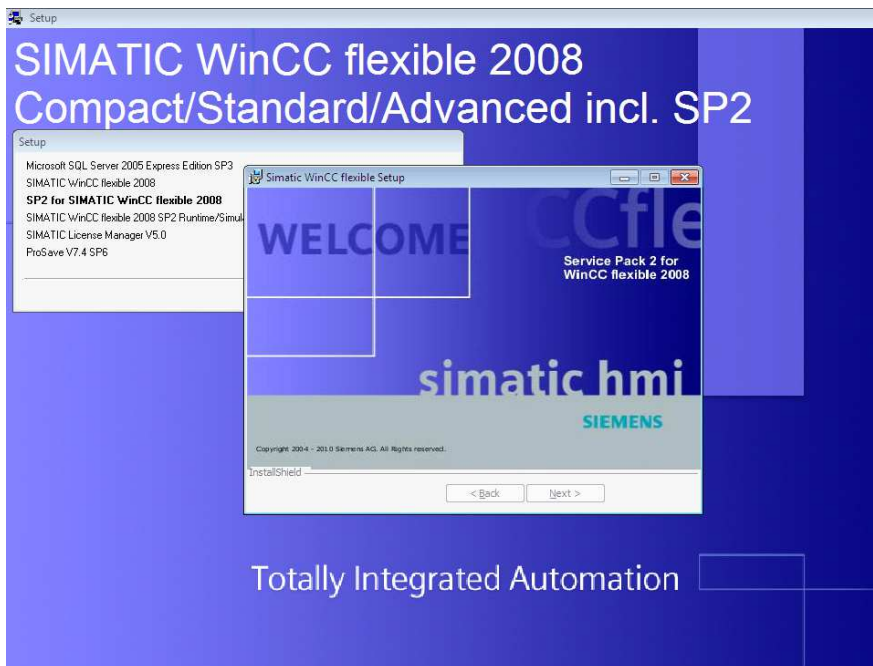 Setup
SIMATIC WinCC flexible 2008
Compact/Standard/Advanced incl. SP2
Setup
Microsoft SQL Server 2005 Express Edition SP3
SIMATIC WinCC flexible 2008
SP2 for SIMATIC WinCC flexible 2008
SIMATIC WinCC flexible 2008 SP2 Runtime/Simul
SIMATIC License Manager V5.0
ProSave V7.4 SP6
Simatic WinCC flexible Setup
CCfle
WELCOME
Service Pack 2 for
WinCC flexible 2008
simatic hmi
SIEMENS
Copyright 2004 - 2010 Siemens AG. All Rights reserved.
InstallShield
< Back Next >
Totally Integrated Automation